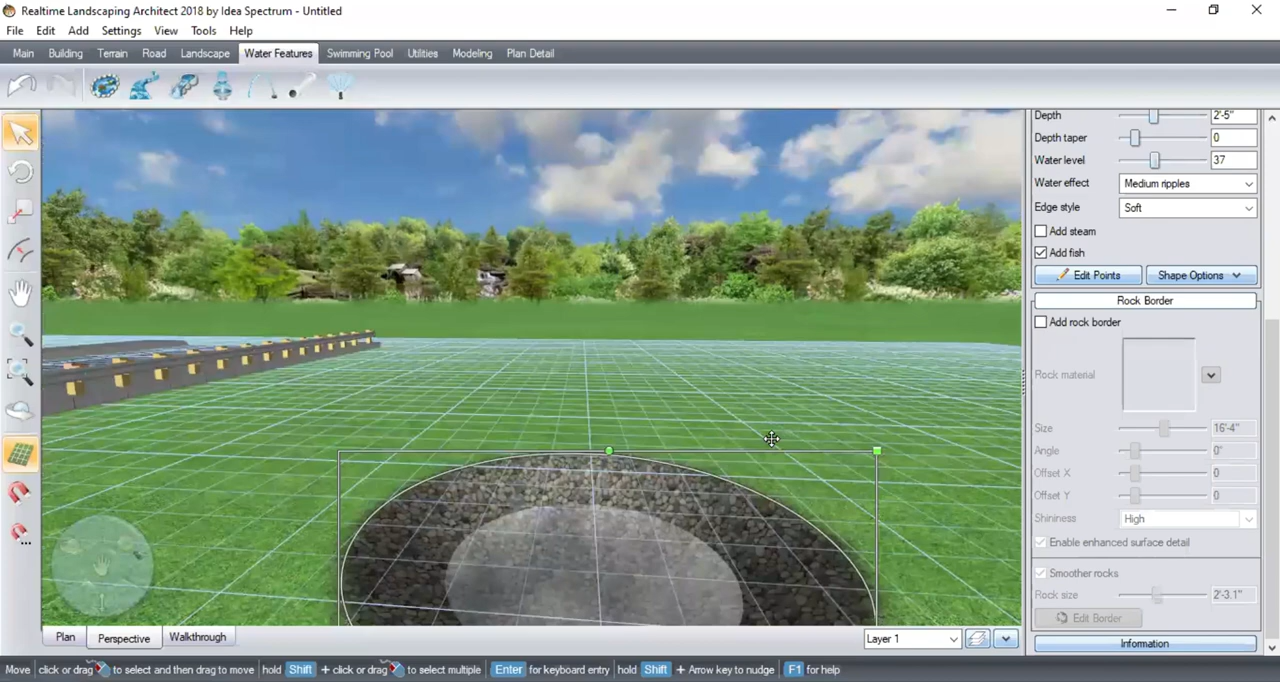 Realtime Landscaping Architect 2018 by Idea Spectrum - Untitled
File Edit Add Settings View Tools Help
Main Building Terrain Road Landscape Water Features Swimming Pool Utilities Modeling Plan Detail
Depth 2'-5"
Depth taper 0
Water level 37
Water effect Medium ripples
Edge style Soft
Add steam
Add fish
Edit Points Shape Options
Rock Border
Add rock border
Rock material
Size 16'-4"
Angle 0°
Offset X 0
Offset Y 0
Shininess High
Enable enhanced surface detail
Smoother rocks
Rock size 2'-3.1"
Edit Border
Information
Plan Perspective Walkthrough Layer 1
Move click or drag to select and then drag to move hold Shift + click or drag to select multiple Enter for keyboard entry hold Shift + Arrow key to nudge F1 for help